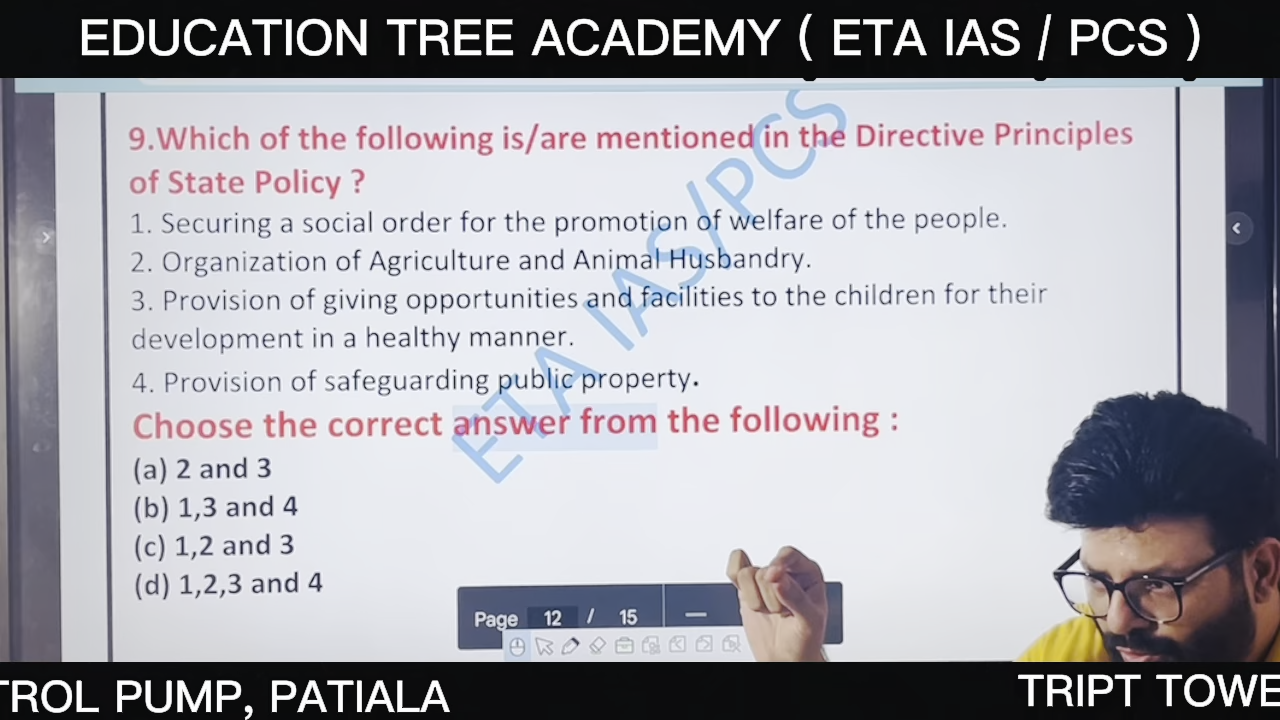 EDUCATION TREE ACADEMY ( ETA IAS / PCS )
9.Which of the following is/are mentioned in the Directive Principles
of State Policy ?
1. Securing a social order for the promotion of welfare of the people.
2. Organization of Agriculture and Animal Husbandry.
3. Provision of giving opportunities and facilities to the children for their
development in a healthy manner.
4. Provision of safeguarding public property.
Choose the correct answer from the following :
(a) 2 and 3
(b) 1,3 and 4
(c) 1,2 and 3
(d) 1,2,3 and 4
ETA IAS/PCS
Page 12 / 15
TROL PUMP, PATIALA
TRIPT TOWE